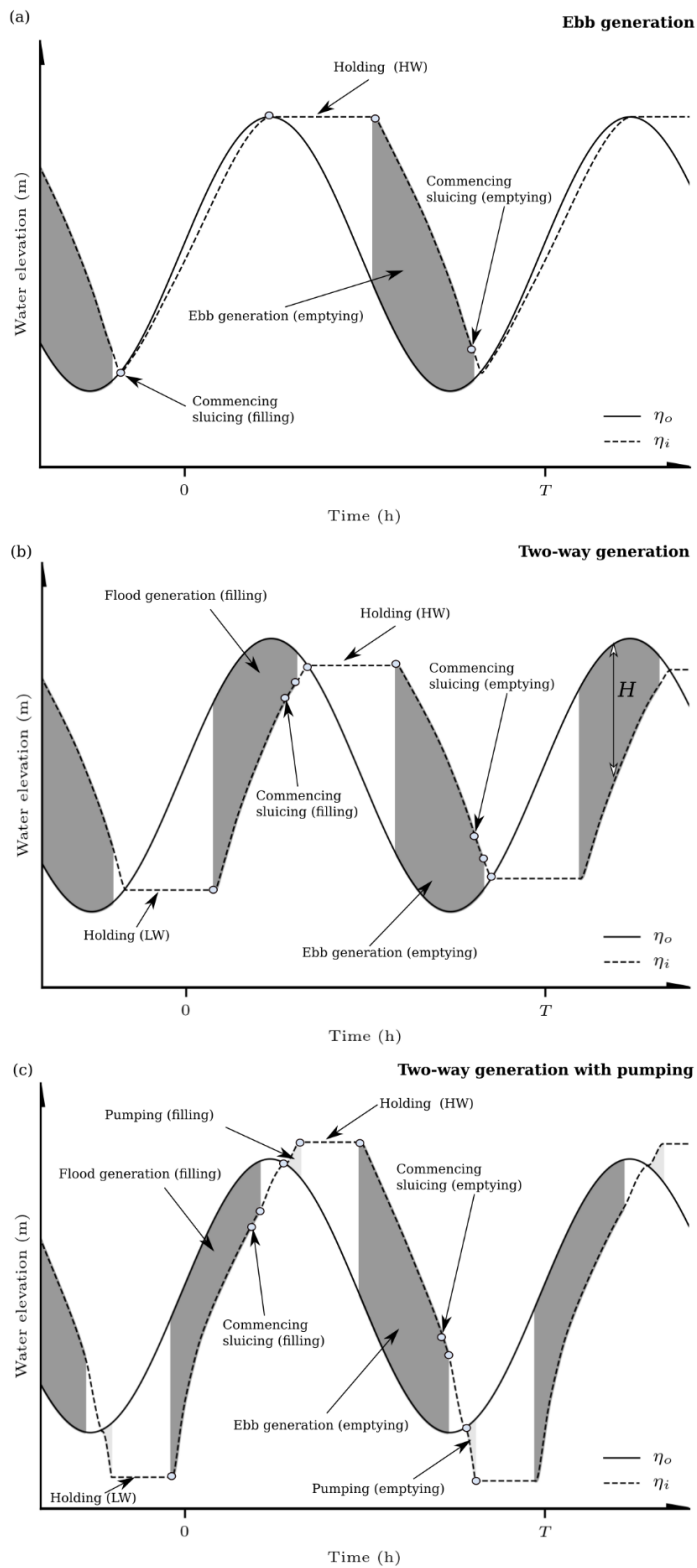 (a)
Ebb generation
Holding (HW)
Commencing
sluicing (emptying)
Ebb generation (emptying)
Commencing
sluicing (filling)
Water elevation (m)
ηₒ
ηᵢ
0
T
Time (h)
(b)
Two-way generation
Flood generation (filling)
Holding (HW)
Commencing
sluicing (emptying)
H
Commencing
sluicing (filling)
Holding (LW)
Ebb generation (emptying)
Water elevation (m)
ηₒ
ηᵢ
0
T
Time (h)
(c)
Two-way generation with pumping
Holding (HW)
Pumping (filling)
Flood generation (filling)
Commencing
sluicing (emptying)
Commencing
sluicing (filling)
Ebb generation (emptying)
Pumping (emptying)
Holding (LW)
Water elevation (m)
ηₒ
ηᵢ
0
T
Time (h)